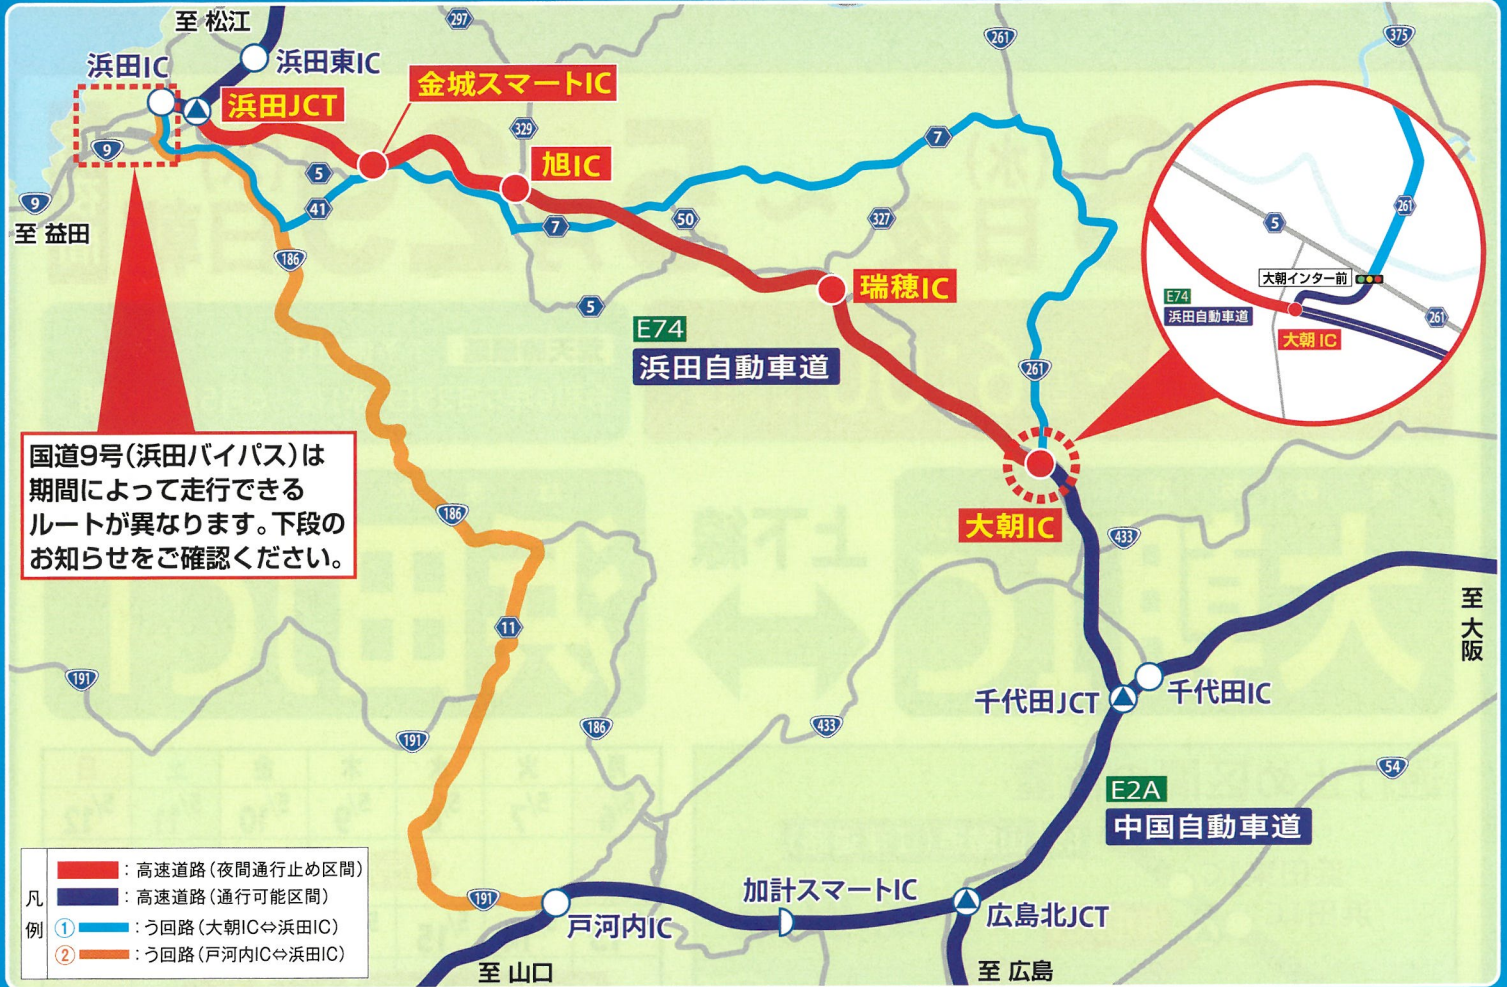 至 松江
297
261
375
浜田IC
浜田東IC
金城スマートIC
浜田JCT
329
7
9
5
旭IC
41
9
至 益田
7
50
327
186
5
瑞穂IC
E74
浜田自動車道
261
261
5
大朝インター前
E74
浜田自動車道
261
大朝IC
国道9号(浜田バイパス)は
期間によって走行できる
ルートが異なります。下段の
お知らせをご確認ください。
186
大朝IC
433
至 大阪
11
191
191
186
433
千代田JCT
千代田IC
54
E2A
中国自動車道
凡例
:高速道路(夜間通行止め区間)
:高速道路(通行可能区間)
①:う回路(大朝IC⇔浜田IC)
②:う回路(戸河内IC⇔浜田IC)
191
戸河内IC
加計スマートIC
広島北JCT
至 山口
至 広島